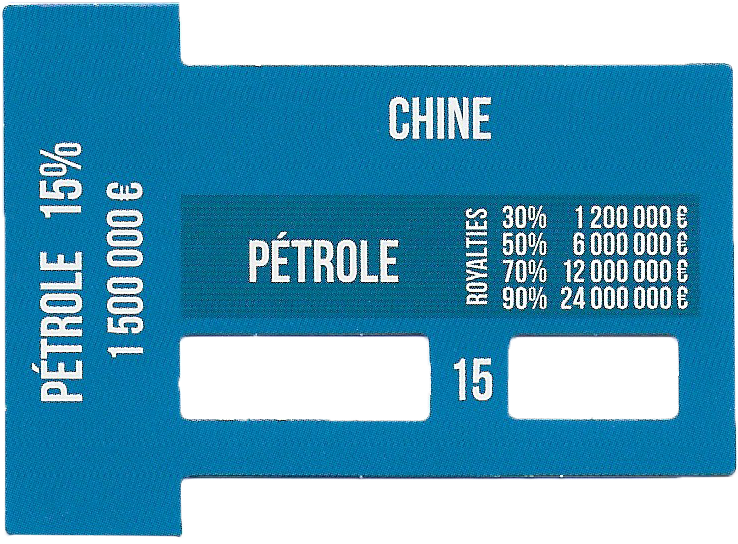 PÉTROLE 15%
1 500 000 €
CHINE
PÉTROLE
ROYALTIES
30% 1 200 000 €
50% 6 000 000 €
70% 12 000 000 €
90% 24 000 000 €
15